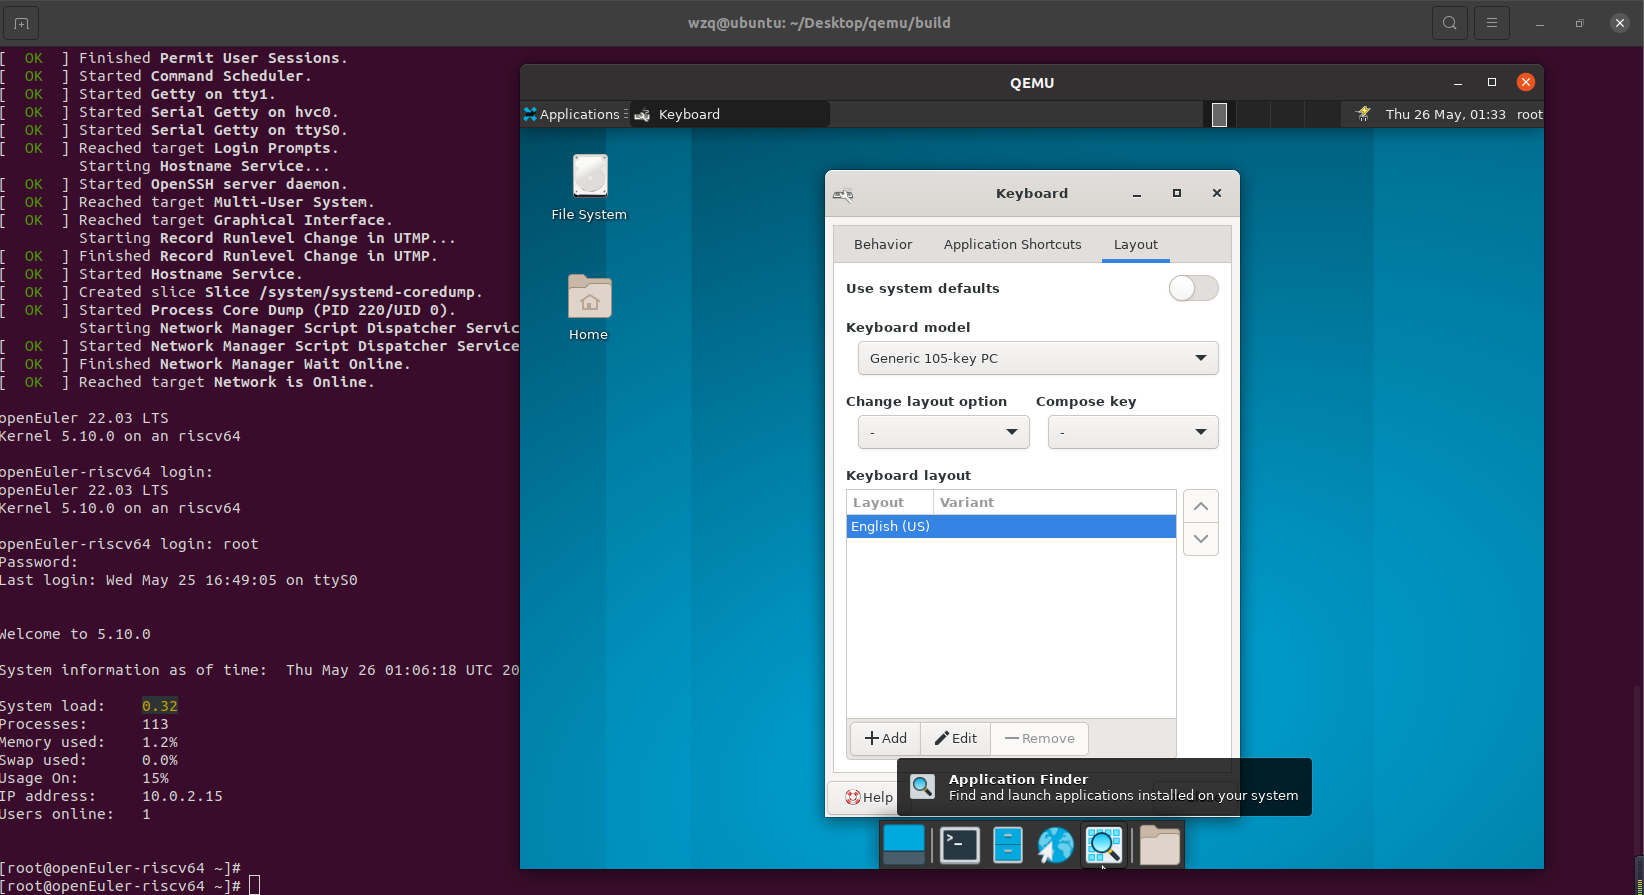 wzq@ubuntu: ~/Desktop/qemu/build
[  OK  ] Finished Permit User Sessions.
[  OK  ] Started Command Scheduler.
[  OK  ] Started Getty on tty1.
[  OK  ] Started Serial Getty on hvc0.
[  OK  ] Started Serial Getty on ttyS0.
[  OK  ] Reached target Login Prompts.
Starting Hostname Service...
[  OK  ] Started OpenSSH server daemon.
[  OK  ] Reached target Multi-User System.
[  OK  ] Reached target Graphical Interface.
Starting Record Runlevel Change in UTMP...
[  OK  ] Finished Record Runlevel Change in UTMP.
[  OK  ] Started Hostname Service.
[  OK  ] Created slice Slice /system/systemd-coredump.
[  OK  ] Started Process Core Dump (PID 220/UID 0).
Starting Network Manager Script Dispatcher Servic
[  OK  ] Started Network Manager Script Dispatcher Service
[  OK  ] Finished Network Manager Wait Online.
[  OK  ] Reached target Network is Online.
openEuler 22.03 LTS
Kernel 5.10.0 on an riscv64
openEuler-riscv64 login:
openEuler 22.03 LTS
Kernel 5.10.0 on an riscv64
openEuler-riscv64 login: root
Password:
Last login: Wed May 25 16:49:05 on ttyS0
Welcome to 5.10.0
System information as of time:  Thu May 26 01:06:18 UTC 20
System load:    0.32
Processes:      113
Memory used:    1.2%
Swap used:      0.0%
Usage On:       15%
IP address:     10.0.2.15
Users online:   1
[root@openEuler-riscv64 ~]#
[root@openEuler-riscv64 ~]#
QEMU
Applications
Keyboard
Thu 26 May, 01:33
root
File System
Home
Keyboard
Behavior
Application Shortcuts
Layout
Use system defaults
Keyboard model
Generic 105-key PC
Change layout option
Compose key
-
-
Keyboard layout
Layout
Variant
English (US)
Add
Edit
Remove
Help
Application Finder
Find and launch applications installed on your system